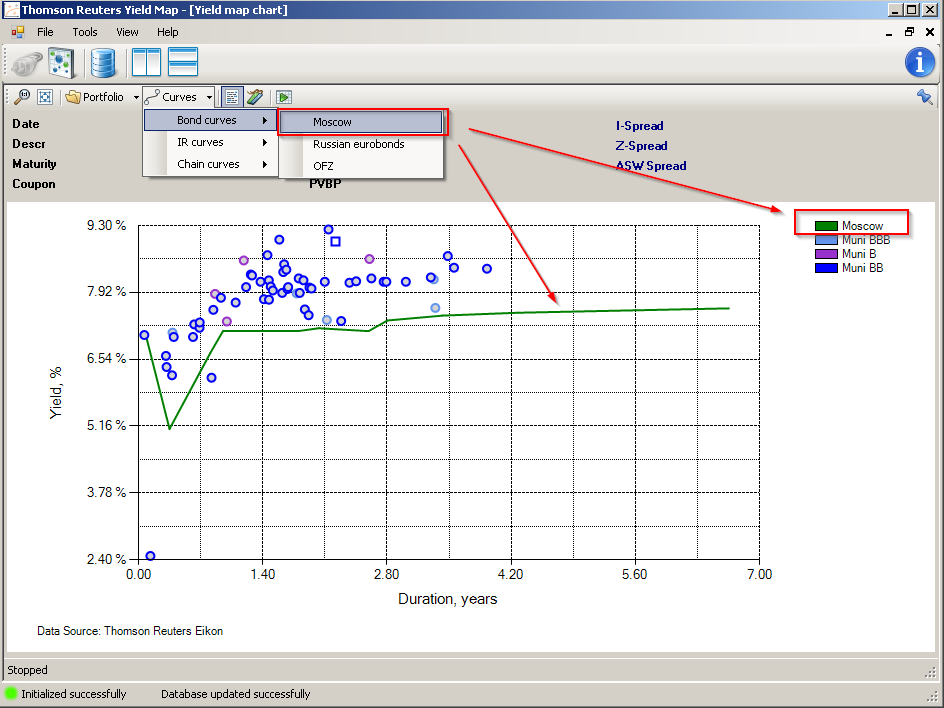 Thomson Reuters Yield Map - [Yield map chart]
File Tools View Help
Portfolio Curves
Bond curves
IR curves
Chain curves
Moscow
Russian eurobonds
OFZ
Date
Descr
Maturity
Coupon
PVBP
I-Spread
Z-Spread
ASW Spread
9.30 %
7.92 %
6.54 %
5.16 %
3.78 %
2.40 %
Yield, %
0.00 1.40 2.80 4.20 5.60 7.00
Duration, years
Moscow
Muni BBB
Muni B
Muni BB
Data Source: Thomson Reuters Eikon
Stopped
Initialized successfully Database updated successfully